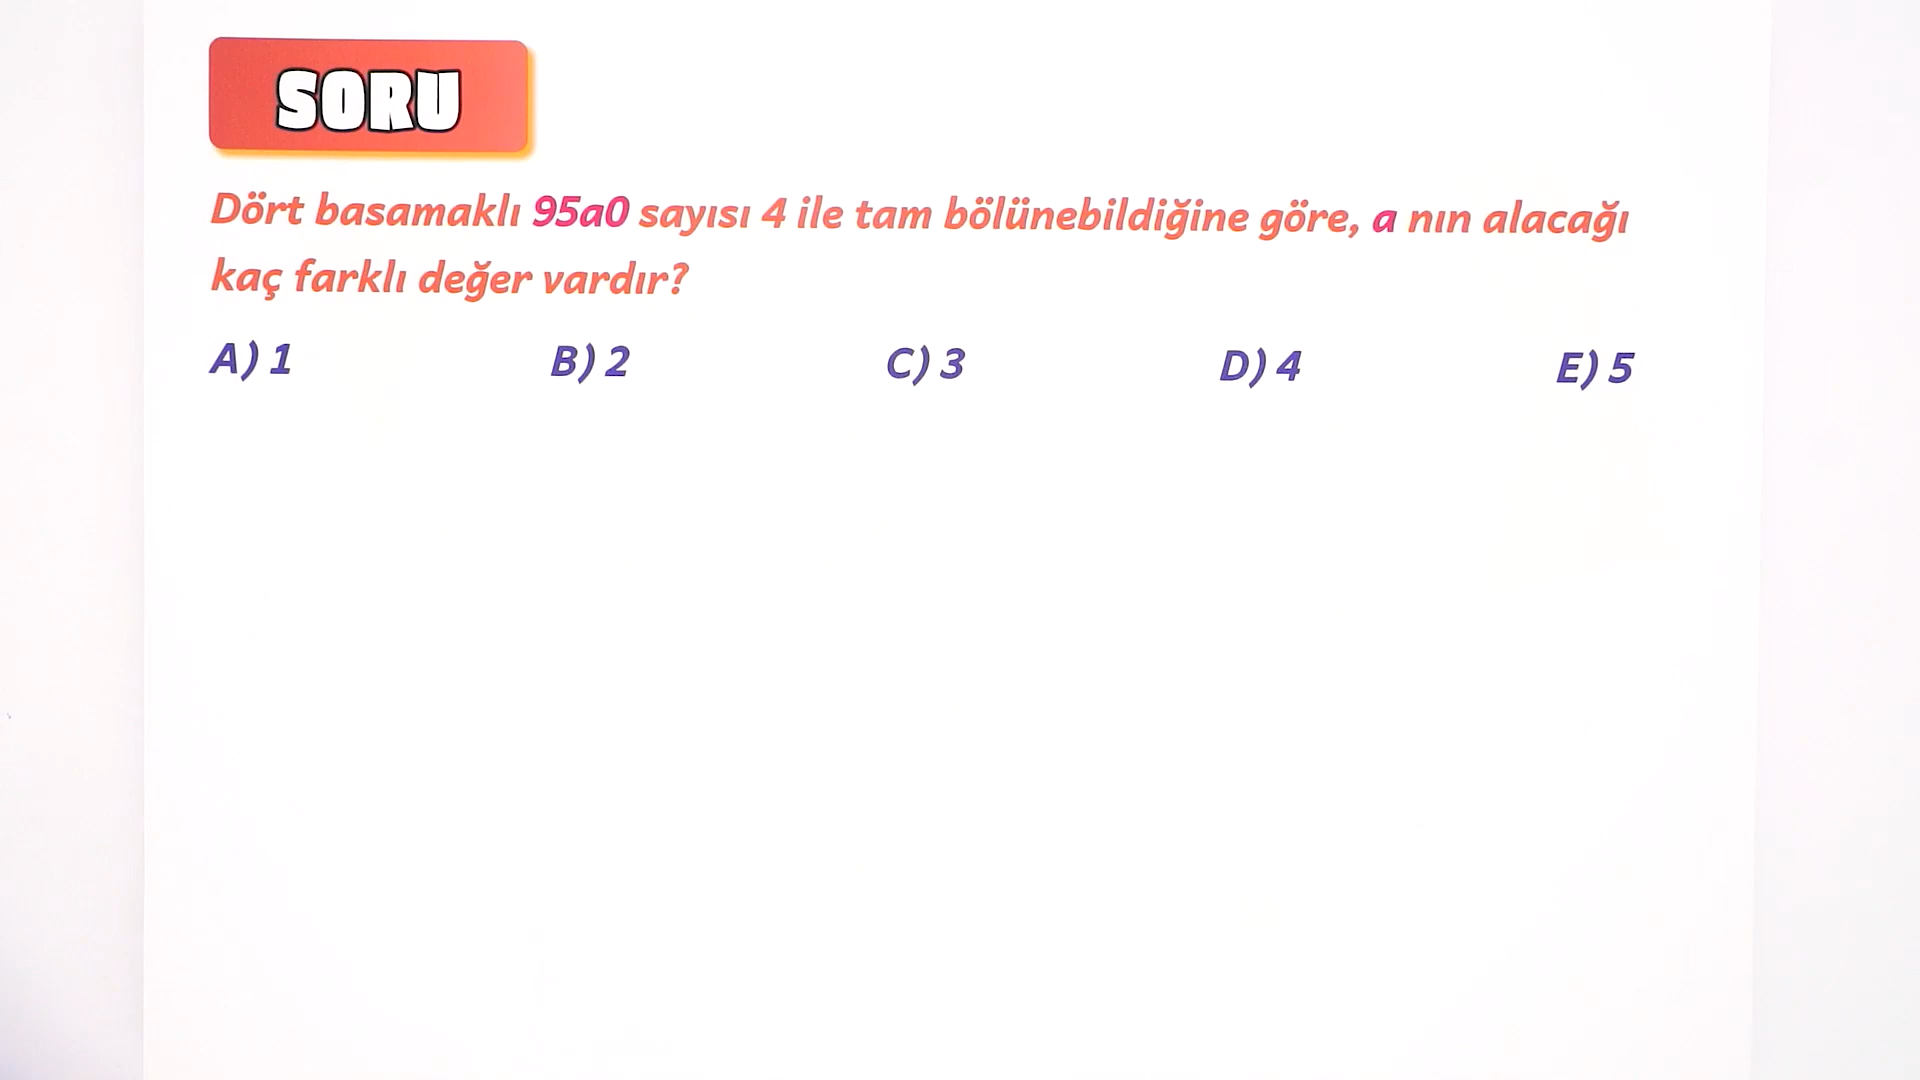 SORU
Dört basamaklı 95a0 sayısı 4 ile tam bölünebildiğine göre, a nın alacağı
kaç farklı değer vardır?
A) 1 B) 2 C) 3 D) 4 E) 5